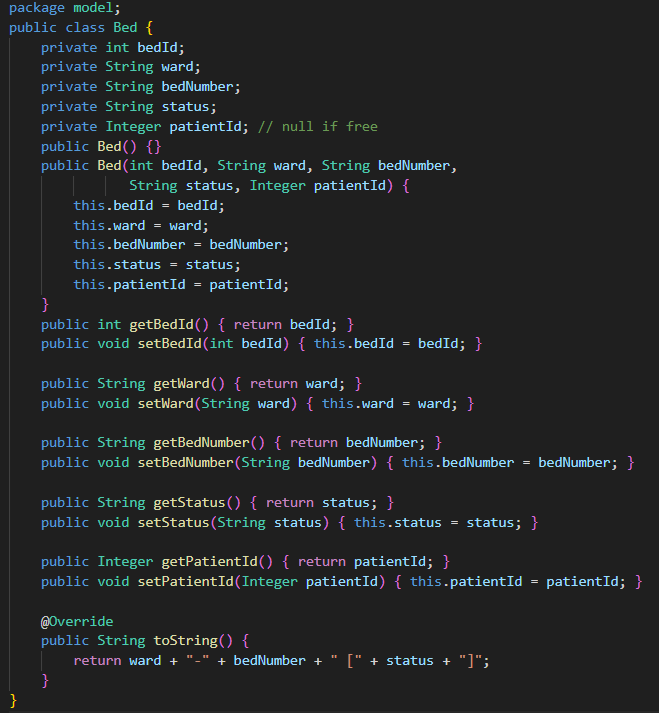 package model;
public class Bed {
    private int bedId;
    private String ward;
    private String bedNumber;
    private String status;
    private Integer patientId; // null if free
    public Bed() {}
    public Bed(int bedId, String ward, String bedNumber,
               String status, Integer patientId) {
        this.bedId = bedId;
        this.ward = ward;
        this.bedNumber = bedNumber;
        this.status = status;
        this.patientId = patientId;
    }
    public int getBedId() { return bedId; }
    public void setBedId(int bedId) { this.bedId = bedId; }

    public String getWard() { return ward; }
    public void setWard(String ward) { this.ward = ward; }

    public String getBedNumber() { return bedNumber; }
    public void setBedNumber(String bedNumber) { this.bedNumber = bedNumber; }

    public String getStatus() { return status; }
    public void setStatus(String status) { this.status = status; }

    public Integer getPatientId() { return patientId; }
    public void setPatientId(Integer patientId) { this.patientId = patientId; }

    @Override
    public String toString() {
        return ward + "-" + bedNumber + " [" + status + "]";
    }
}